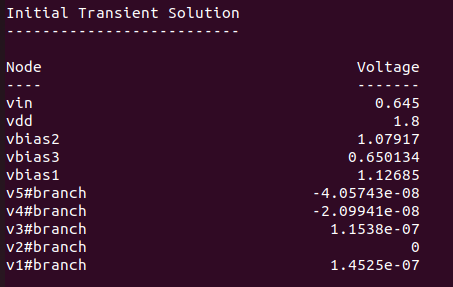 Initial Transient Solution
--------------------------
Node Voltage
---- -------
vin 0.645
vdd 1.8
vbias2 1.07917
vbias3 0.650134
vbias1 1.12685
v5#branch -4.05743e-08
v4#branch -2.09941e-08
v3#branch 1.1538e-07
v2#branch 0
v1#branch 1.4525e-07